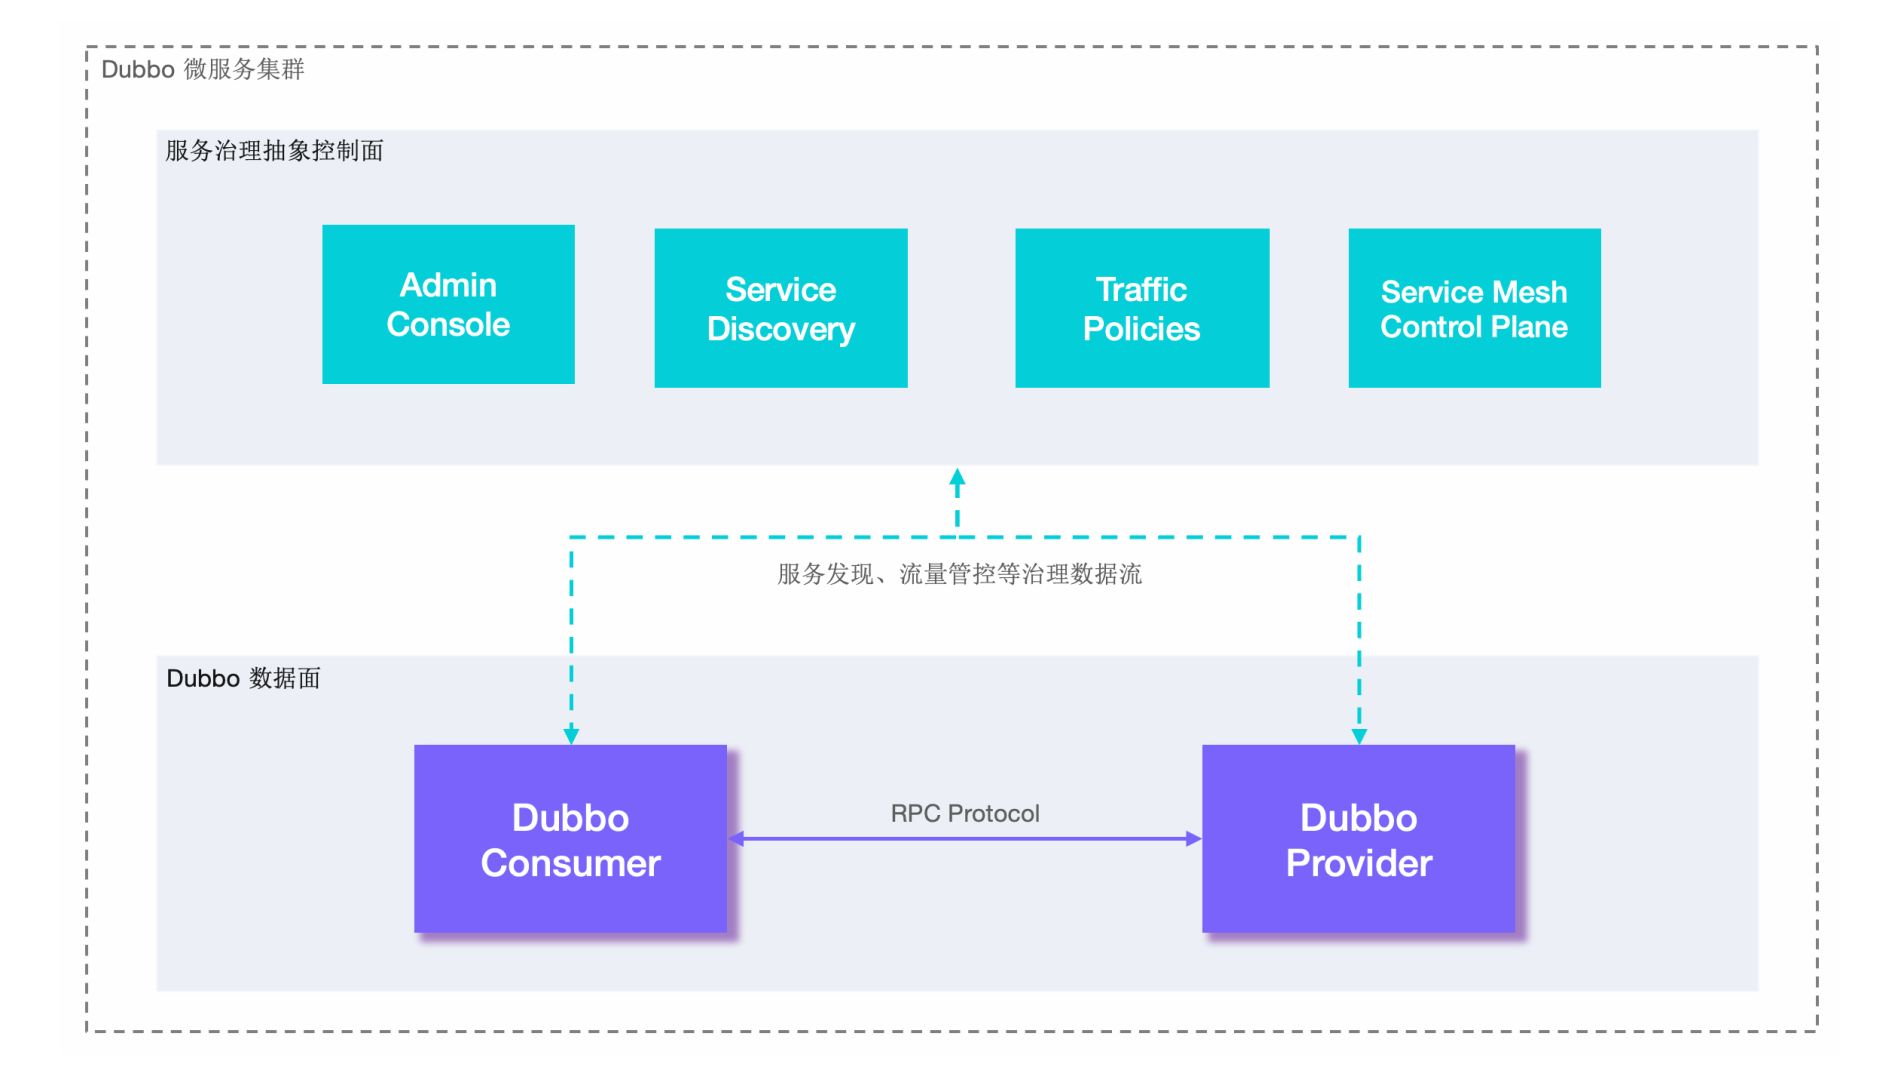 Dubbo 微服务集群
服务治理抽象控制面
Admin
Console
Service
Discovery
Traffic
Policies
Service Mesh
Control Plane
服务发现、流量管控等治理数据流
Dubbo 数据面
Dubbo
Consumer
RPC Protocol
Dubbo
Provider